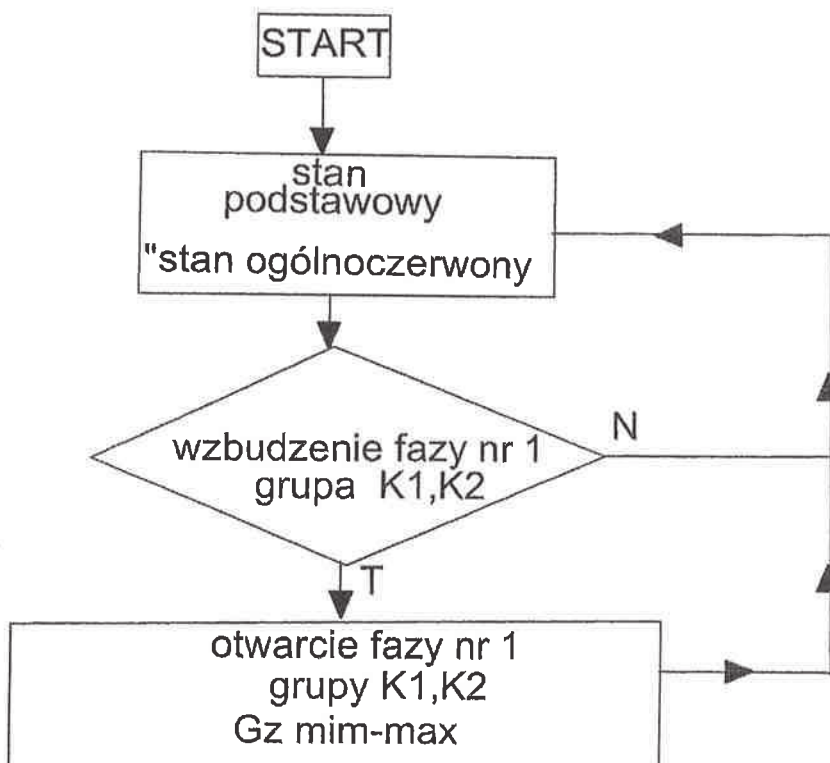 START
stan
podstawowy
"stan ogólnoczerwony
wzbudzenie fazy nr 1
grupa K1,K2
N
T
otwarcie fazy nr 1
grupy K1,K2
Gz mim-max